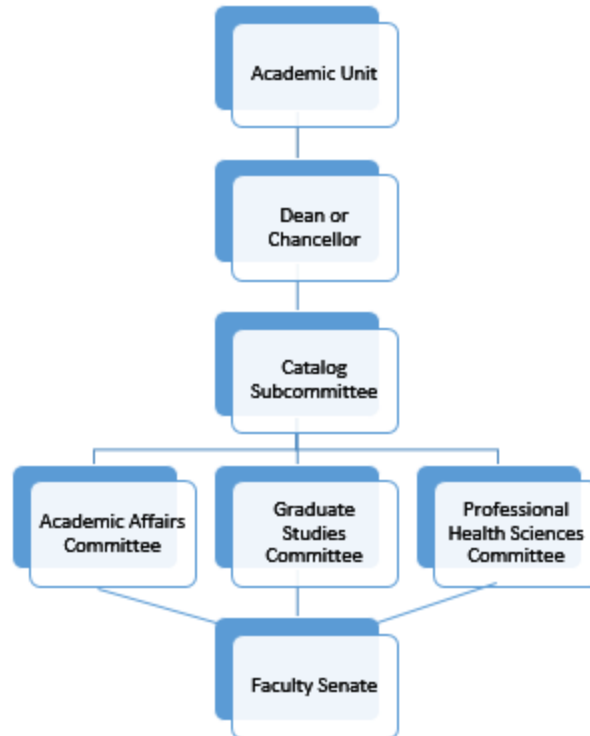 Academic Unit
Dean or
Chancellor
Catalog
Subcommittee
Academic Affairs
Committee
Graduate
Studies
Committee
Professional
Health Sciences
Committee
Faculty Senate